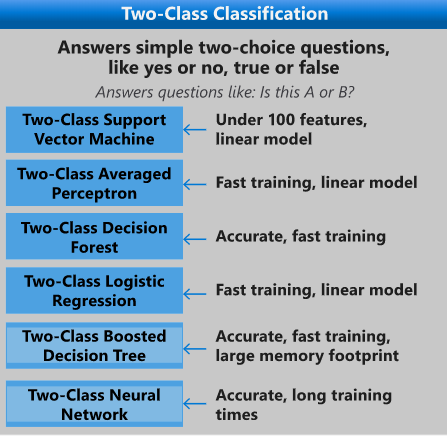 Two-Class Classification
Answers simple two-choice questions,
like yes or no, true or false
Answers questions like: Is this A or B?
Two-Class Support
Vector Machine
Under 100 features,
linear model
Two-Class Averaged
Perceptron
Fast training, linear model
Two-Class Decision
Forest
Accurate, fast training
Two-Class Logistic
Regression
Fast training, linear model
Two-Class Boosted
Decision Tree
Accurate, fast training,
large memory footprint
Two-Class Neural
Network
Accurate, long training
times